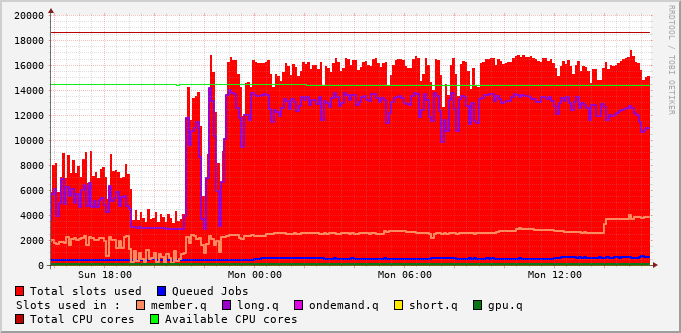 20000
18000
16000
14000
12000
10000
8000
6000
4000
2000
0
Sun 18:00 Mon 00:00 Mon 06:00 Mon 12:00
RRDTOOL / TOBI OETIKER
Total slots used Queued Jobs
Slots used in : member.q long.q ondemand.q short.q gpu.q
Total CPU cores Available CPU cores